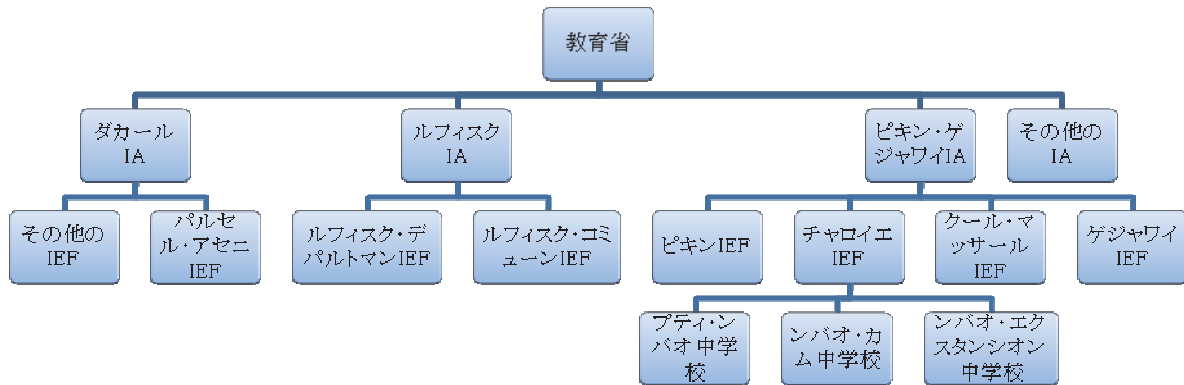 教育省
ダカール
IA
ルフィスク
IA
ピキン・ゲ
ジャワイIA
その他の
IA
その他の
IEF
パルセ
ル・アセニ
IEF
ルフィスク・デ
パルトマンIEF
ルフィスク・コミ
ューンIEF
ピキンIEF
チャロイエ
IEF
クール・マ
ッサール
IEF
ゲジャワイ
IEF
プティ・ン
バオ中学
校
ンバオ・カ
ム中学校
ンバオ・エク
スタンシオン
中学校